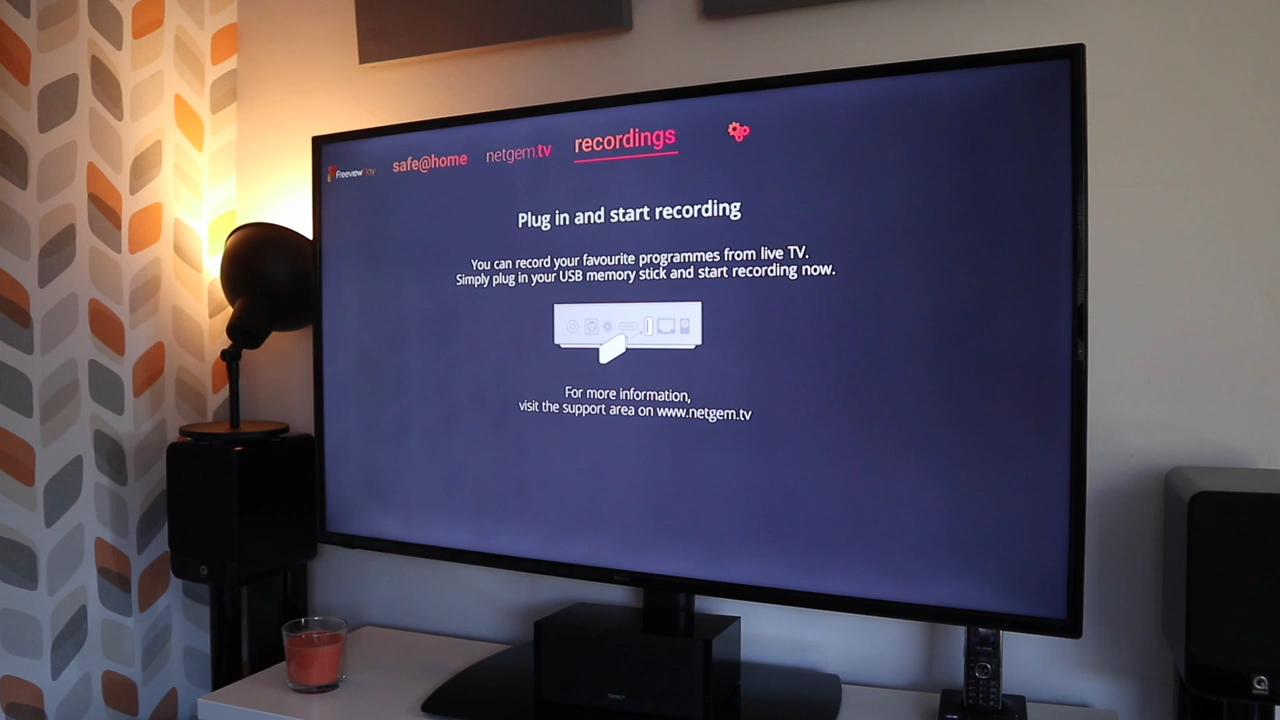 Freeview Play safe@home netgem.tv recordings
Plug in and start recording
You can record your favourite programmes from live TV.
Simply plug in your USB memory stick and start recording now.
For more information,
visit the support area on www.netgem.tv